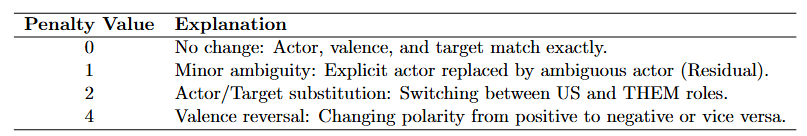 Penalty Value Explanation
0 No change: Actor, valence, and target match exactly.
1 Minor ambiguity: Explicit actor replaced by ambiguous actor (Residual).
2 Actor/Target substitution: Switching between US and THEM roles.
4 Valence reversal: Changing polarity from positive to negative or vice versa.